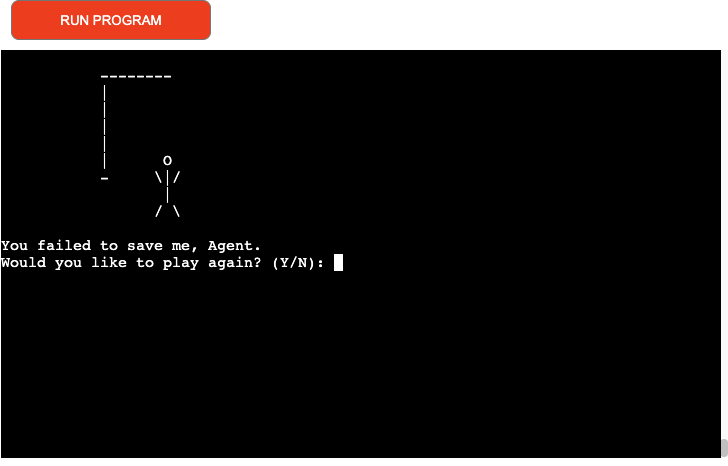 RUN PROGRAM
You failed to save me, Agent.
Would you like to play again? (Y/N):